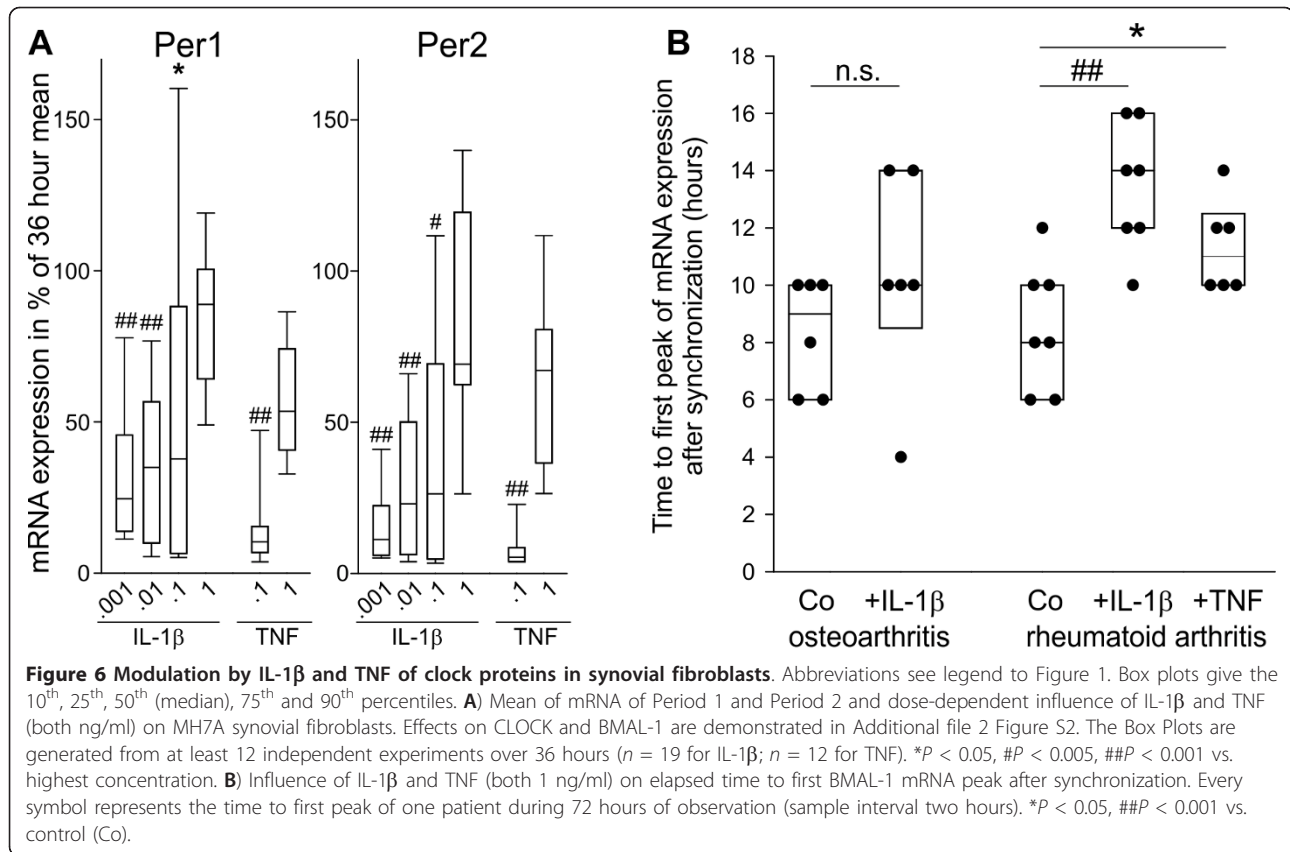 A
Per1
Per2
mRNA expression in % of 36 hour mean
150
100
50
0
*
##
##
##
.001
.01
.1
1
.1
1
IL-1β
TNF
150
100
50
0
##
##
#
##
.001
.01
.1
1
.1
1
IL-1β
TNF
B
Time to first peak of mRNA expression
after synchronization (hours)
18
16
14
12
10
8
6
4
2
0
n.s.
##
*
Co +IL-1β
osteoarthritis
Co +IL-1β +TNF
rheumatoid arthritis
Figure 6 Modulation by IL-1β and TNF of clock proteins in synovial fibroblasts. Abbreviations see legend to Figure 1. Box plots give the
10th, 25th, 50th (median), 75th and 90th percentiles. A) Mean of mRNA of Period 1 and Period 2 and dose-dependent influence of IL-1β and TNF
(both ng/ml) on MH7A synovial fibroblasts. Effects on CLOCK and BMAL-1 are demonstrated in Additional file 2 Figure S2. The Box Plots are
generated from at least 12 independent experiments over 36 hours (n = 19 for IL-1β; n = 12 for TNF). *P < 0.05, #P < 0.005, ##P < 0.001 vs.
highest concentration. B) Influence of IL-1β and TNF (both 1 ng/ml) on elapsed time to first BMAL-1 mRNA peak after synchronization. Every
symbol represents the time to first peak of one patient during 72 hours of observation (sample interval two hours). *P < 0.05, ##P < 0.001 vs.
control (Co).